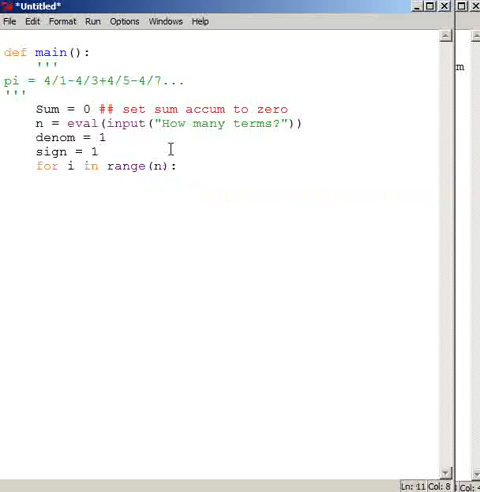 *Untitled*
File Edit Format Run Options Windows Help
def main():
'''
pi = 4/1-4/3+4/5-4/7...
'''
Sum = 0 ## set sum accum to zero
n = eval(input("How many terms?"))
denom = 1
sign = 1
for i in range(n):
m
Ln: 11 Col: 8
Col: 4